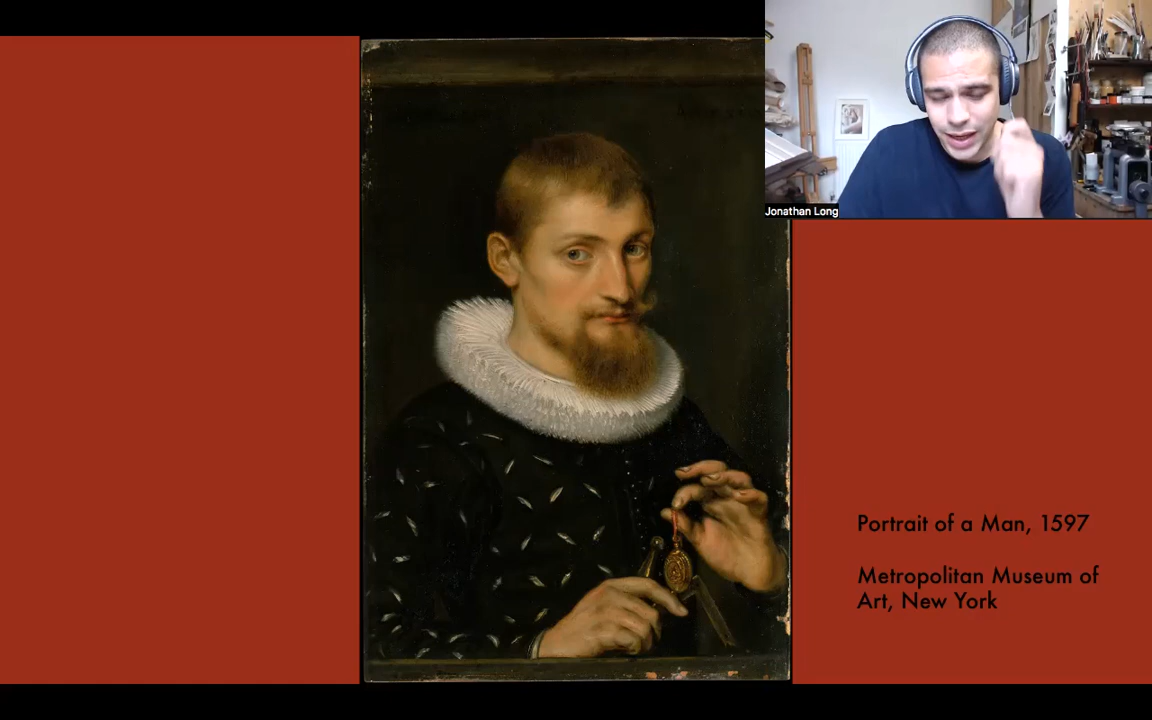 Jonathan Long
Portrait of a Man, 1597
Metropolitan Museum of
Art, New York